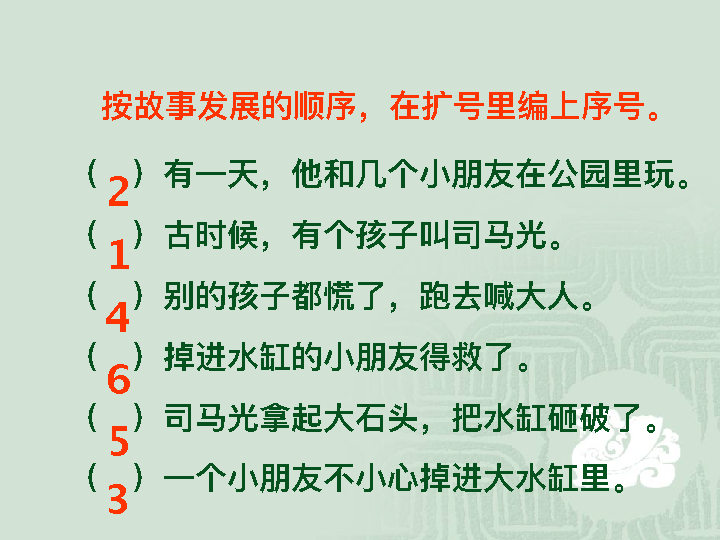 按故事发展的顺序，在扩号里编上序号。
（2）有一天，他和几个小朋友在公园里玩。
（1）古时候，有个孩子叫司马光。
（4）别的孩子都慌了，跑去喊大人。
（6）掉进水缸的小朋友得救了。
（5）司马光拿起大石头，把水缸砸破了。
（3）一个小朋友不小心掉进大水缸里。